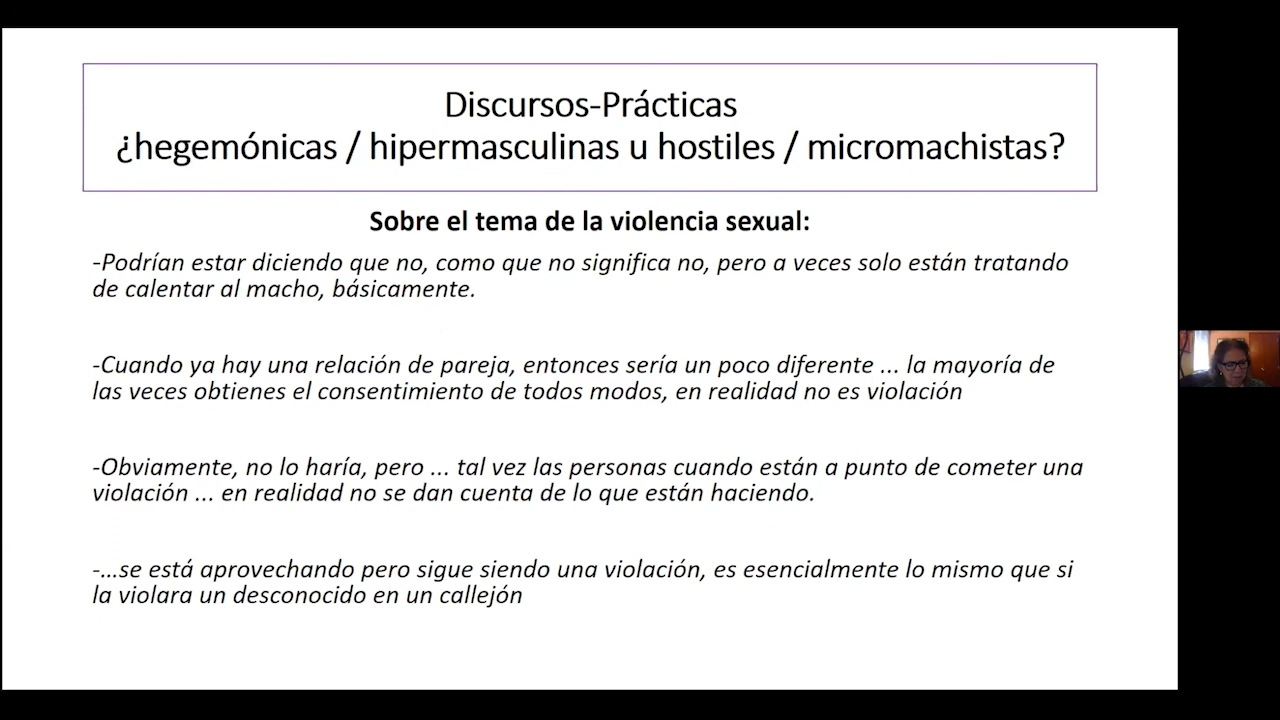 Discursos-Prácticas
¿hegemónicas / hipermasculinas u hostiles / micromachistas?
Sobre el tema de la violencia sexual:
-Podrían estar diciendo que no, como que no significa no, pero a veces solo están tratando
de calentar al macho, básicamente.
-Cuando ya hay una relación de pareja, entonces sería un poco diferente ... la mayoría de
las veces obtienes el consentimiento de todos modos, en realidad no es violación
-Obviamente, no lo haría, pero ... tal vez las personas cuando están a punto de cometer una
violación ... en realidad no se dan cuenta de lo que están haciendo.
-...se está aprovechando pero sigue siendo una violación, es esencialmente lo mismo que si
la violara un desconocido en un callejón